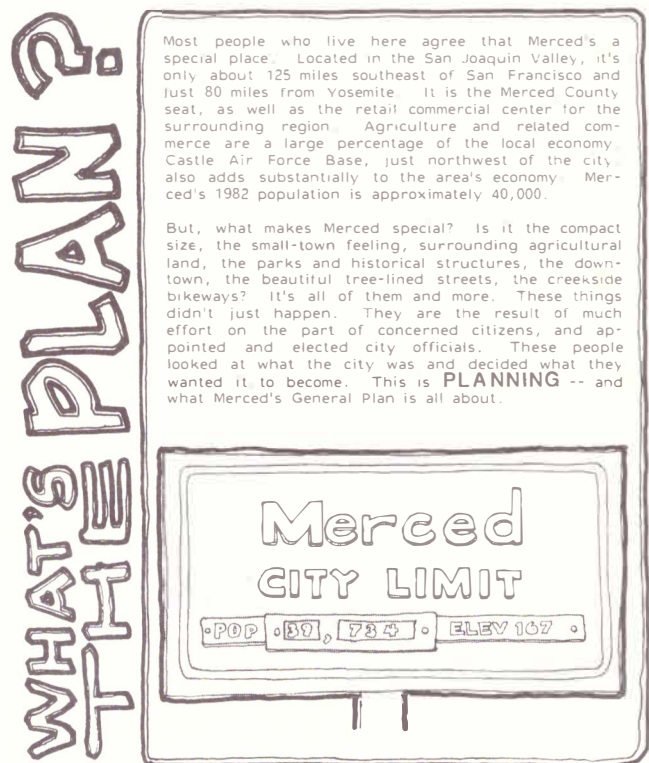 WHAT'S
THE PLAN?
Most people who live here agree that Merced's a
special place. Located in the San Joaquin Valley, it's
only about 125 miles southeast of San Francisco and
just 80 miles from Yosemite. It is the Merced County
seat, as well as the retail commercial center for the
surrounding region. Agriculture and related com-
merce are a large percentage of the local economy.
Castle Air Force Base, just northwest of the city,
also adds substantially to the area's economy. Mer-
ced's 1982 population is approximately 40,000.
But, what makes Merced special? Is it the compact
size, the small-town feeling, surrounding agricultural
land, the parks and historical structures, the down-
town, the beautiful tree-lined streets, the creekside
bikeways? It's all of them and more. These things
didn't just happen. They are the result of much
effort on the part of concerned citizens, and ap-
pointed and elected city officials. These people
looked at what the city was and decided what they
wanted it to become. This is PLANNING -- and
what Merced's General Plan is all about.
Merced
CITY LIMIT
POP 39,734 ELEV 167